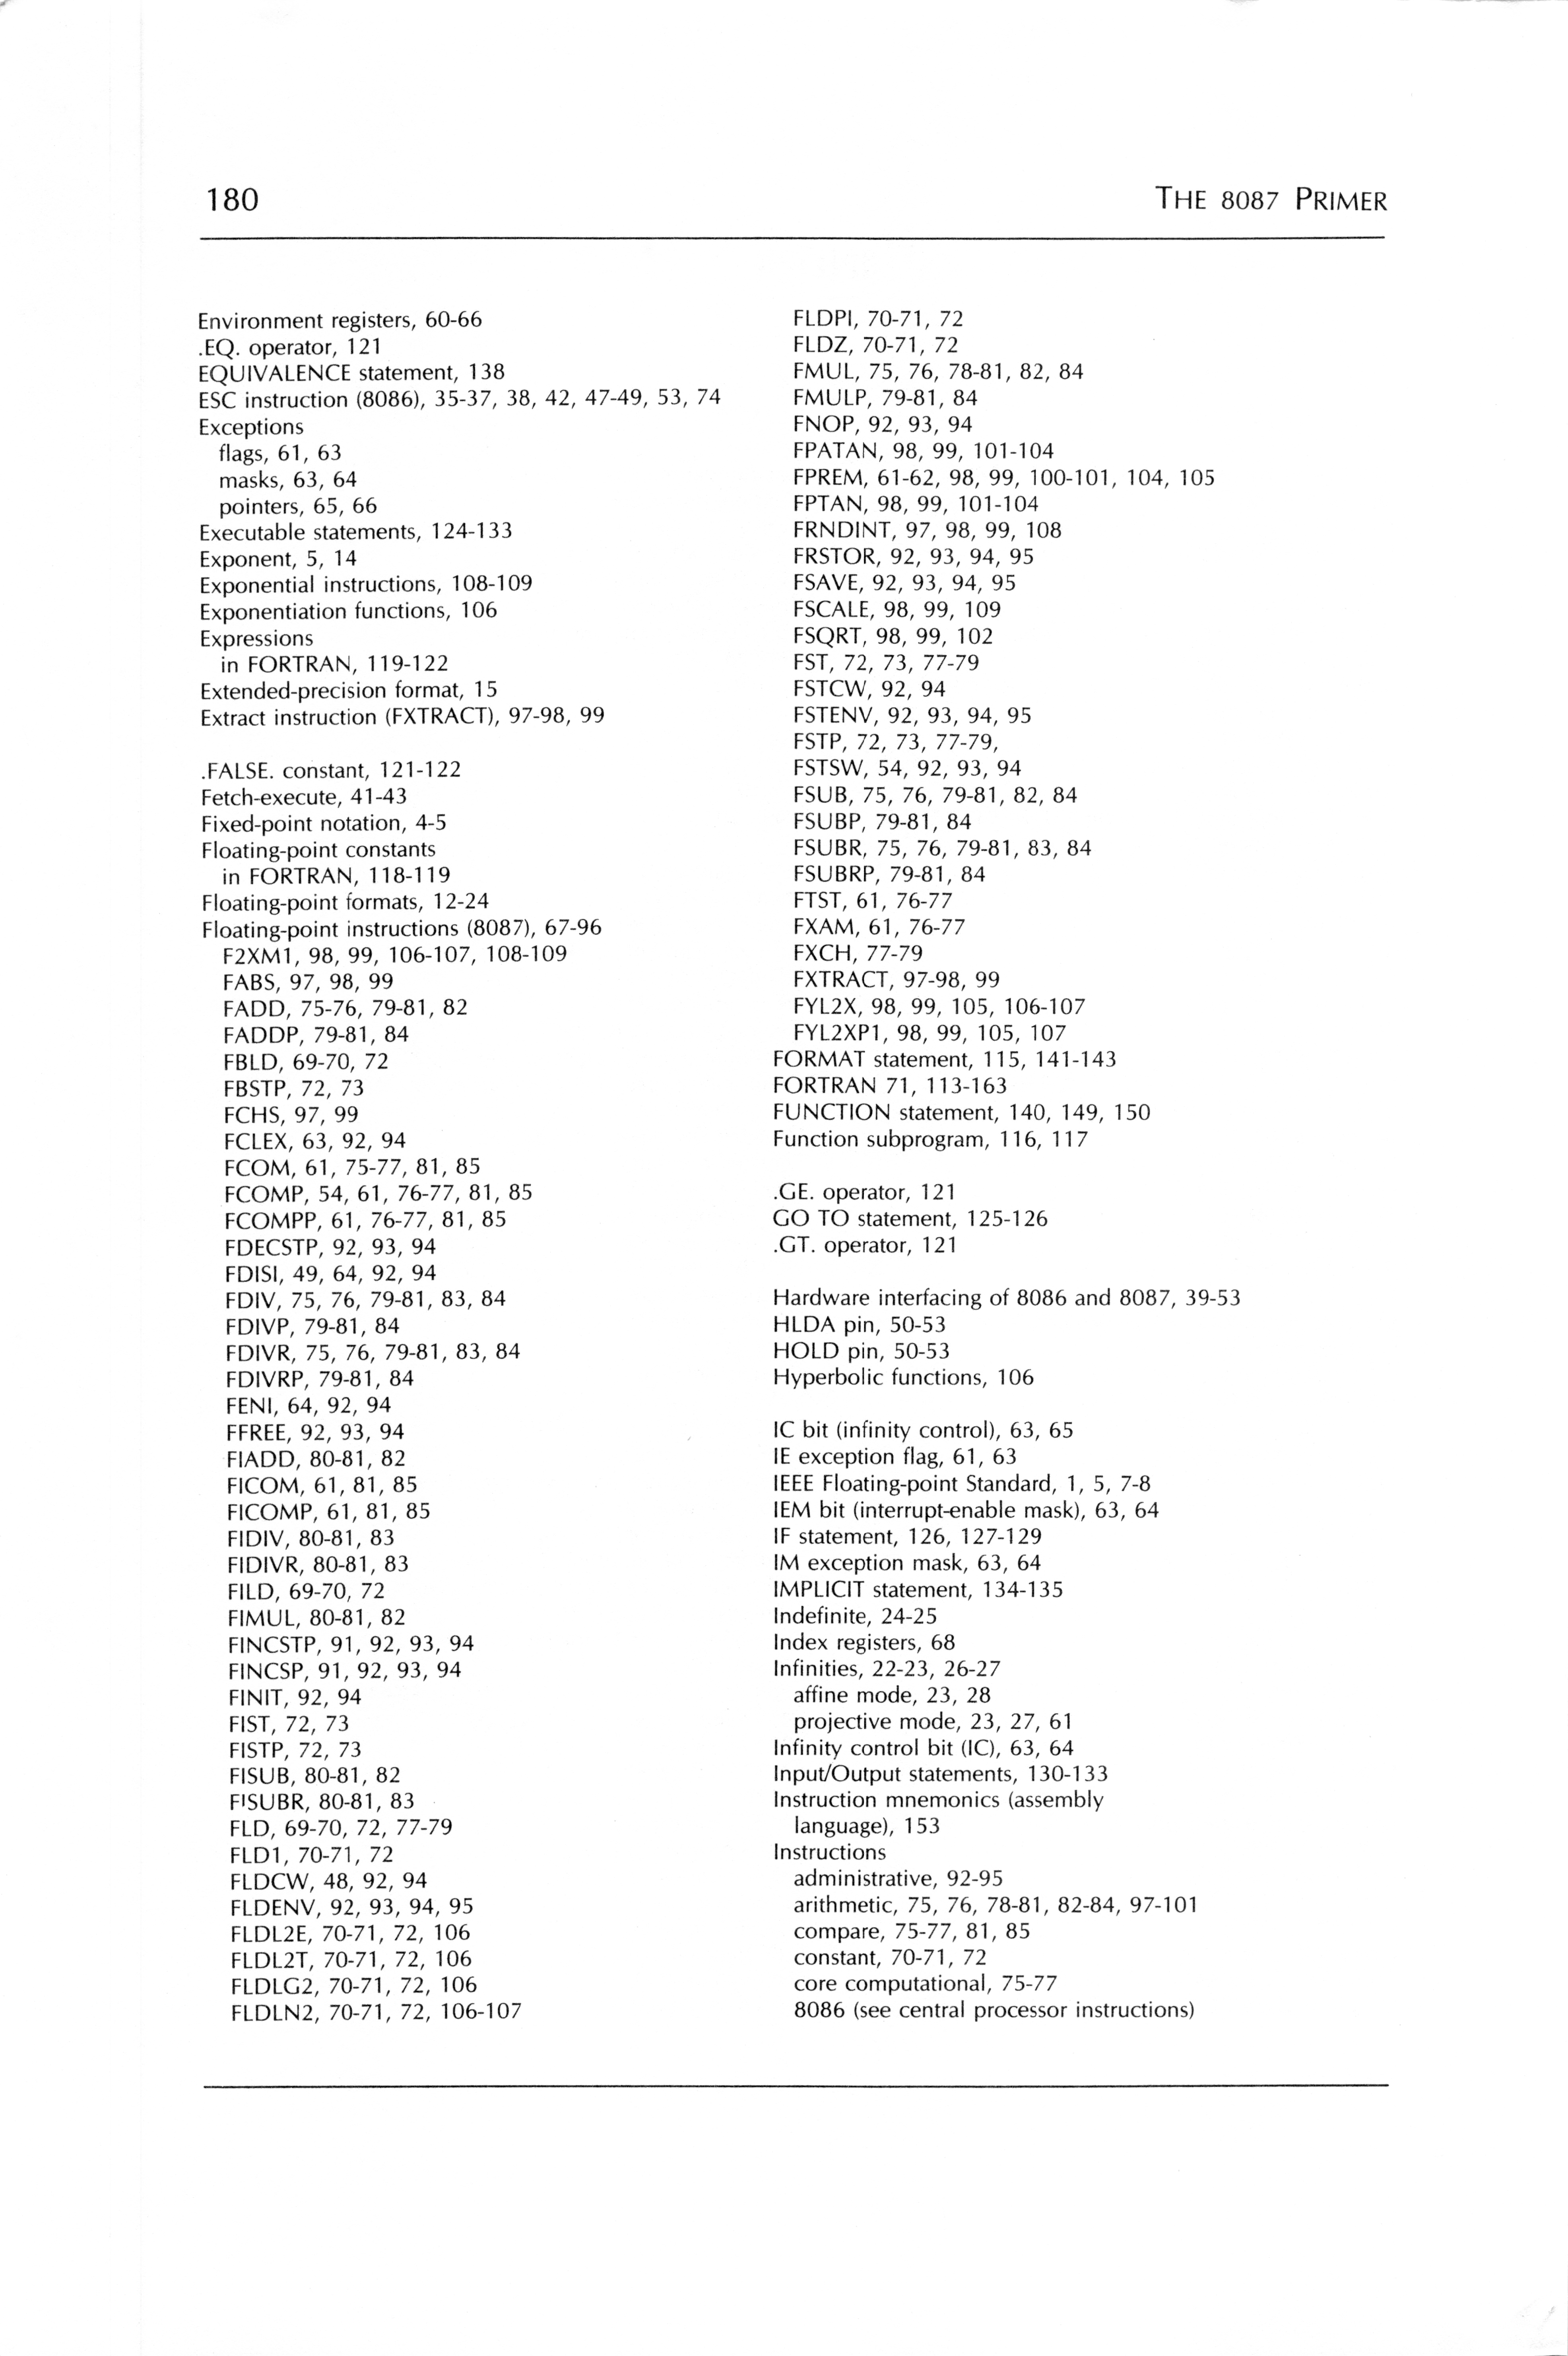 180
THE 8087 PRIMER
Environment registers, 60-66
.EQ. operator, 121
EQUIVALENCE statement, 138
ESC instruction (8086), 35-37, 38, 42, 47-49, 53, 74
Exceptions
flags, 61, 63
masks, 63, 64
pointers, 65, 66
Executable statements, 124-133
Exponent, 5, 14
Exponential instructions, 108-109
Exponentiation functions, 106
Expressions
in FORTRAN, 119-122
Extended-precision format, 15
Extract instruction (FXTRACT), 97-98, 99
.FALSE. constant, 121-122
Fetch-execute, 41-43
Fixed-point notation, 4-5
Floating-point constants
in FORTRAN, 118-119
Floating-point formats, 12-24
Floating-point instructions (8087), 67-96
F2XM1, 98, 99, 106-107, 108-109
FABS, 97, 98, 99
FADD, 75-76, 79-81, 82
FADDP, 79-81, 84
FBLD, 69-70, 72
FBSTP, 72, 73
FCHS, 97, 99
FCLEX, 63, 92, 94
FCOM, 61, 75-77, 81, 85
FCOMP, 54, 61, 76-77, 81, 85
FCOMPP, 61, 76-77, 81, 85
FDECSTP, 92, 93, 94
FDISI, 49, 64, 92, 94
FDIV, 75, 76, 79-81, 83, 84
FDIVP, 79-81, 84
FDIVR, 75, 76, 79-81, 83, 84
FDIVRP, 79-81, 84
FENI, 64, 92, 94
FFREE, 92, 93, 94
FIADD, 80-81, 82
FICOM, 61, 81, 85
FICOMP, 61, 81, 85
FIDIV, 80-81, 83
FIDIVR, 80-81, 83
FILD, 69-70, 72
FIMUL, 80-81, 82
FINCSTP, 91, 92, 93, 94
FINCSP, 91, 92, 93, 94
FINIT, 92, 94
FIST, 72, 73
FISTP, 72, 73
FISUB, 80-81, 82
FISUBR, 80-81, 83
FLD, 69-70, 72, 77-79
FLD1, 70-71, 72
FLDCW, 48, 92, 94
FLDENV, 92, 93, 94, 95
FLDL2E, 70-71, 72, 106
FLDL2T, 70-71, 72, 106
FLDLG2, 70-71, 72, 106
FLDLN2, 70-71, 72, 106-107
FLDPI, 70-71, 72
FLDZ, 70-71, 72
FMUL, 75, 76, 78-81, 82, 84
FMULP, 79-81, 84
FNOP, 92, 93, 94
FPATAN, 98, 99, 101-104
FPREM, 61-62, 98, 99, 100-101, 104, 105
FPTAN, 98, 99, 101-104
FRNDINT, 97, 98, 99, 108
FRSTOR, 92, 93, 94, 95
FSAVE, 92, 93, 94, 95
FSCALE, 98, 99, 109
FSQRT, 98, 99, 102
FST, 72, 73, 77-79
FSTCW, 92, 94
FSTENV, 92, 93, 94, 95
FSTP, 72, 73, 77-79,
FSTSW, 54, 92, 93, 94
FSUB, 75, 76, 79-81, 82, 84
FSUBP, 79-81, 84
FSUBR, 75, 76, 79-81, 83, 84
FSUBRP, 79-81, 84
FTST, 61, 76-77
FXAM, 61, 76-77
FXCH, 77-79
FXTRACT, 97-98, 99
FYL2X, 98, 99, 105, 106-107
FYL2XP1, 98, 99, 105, 107
FORMAT statement, 115, 141-143
FORTRAN 71, 113-163
FUNCTION statement, 140, 149, 150
Function subprogram, 116, 117
.GE. operator, 121
GO TO statement, 125-126
.GT. operator, 121
Hardware interfacing of 8086 and 8087, 39-53
HLDA pin, 50-53
HOLD pin, 50-53
Hyperbolic functions, 106
IC bit (infinity control), 63, 65
IE exception flag, 61, 63
IEEE Floating-point Standard, 1, 5, 7-8
IEM bit (interrupt-enable mask), 63, 64
IF statement, 126, 127-129
IM exception mask, 63, 64
IMPLICIT statement, 134-135
Indefinite, 24-25
Index registers, 68
Infinities, 22-23, 26-27
affine mode, 23, 28
projective mode, 23, 27, 61
Infinity control bit (IC), 63, 64
Input/Output statements, 130-133
Instruction mnemonics (assembly
language), 153
Instructions
administrative, 92-95
arithmetic, 75, 76, 78-81, 82-84, 97-101
compare, 75-77, 81, 85
constant, 70-71, 72
core computational, 75-77
8086 (see central processor instructions)